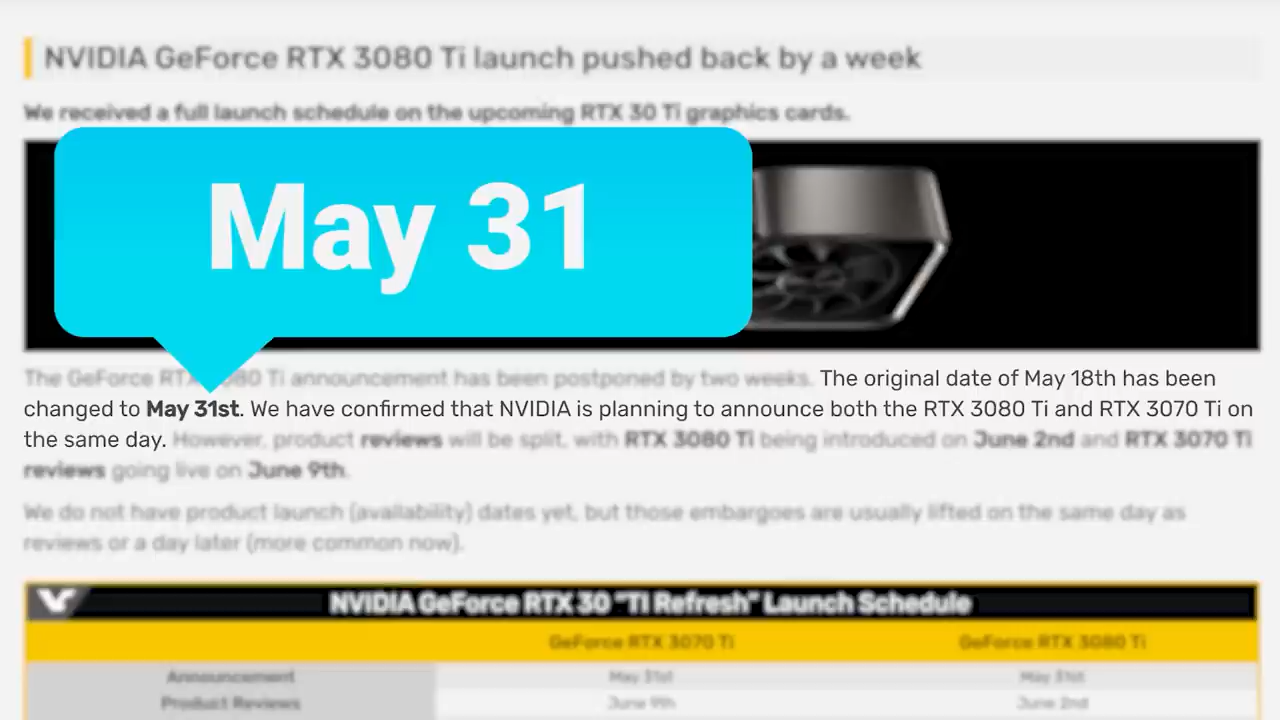 NVIDIA GeForce RTX 3080 Ti launch pushed back by a week
We received a full launch schedule on the upcoming RTX 30 Ti graphics cards.
May 31
The GeForce RTX 3080 Ti announcement has been postponed by two weeks. The original date of May 18th has been
changed to May 31st. We have confirmed that NVIDIA is planning to announce both the RTX 3080 Ti and RTX 3070 Ti on
the same day. However, product reviews will be split, with RTX 3080 Ti being introduced on June 2nd and RTX 3070 Ti
reviews going live on June 9th.
We do not have product launch (availability) dates yet, but those embargoes are usually lifted on the same day as
reviews or a day later (more common now).
NVIDIA GeForce RTX 30 "Ti Refresh" Launch Schedule
GeForce RTX 3070 Ti GeForce RTX 3080 Ti
Announcement May 31st May 31st
Product Reviews June 9th June 2nd